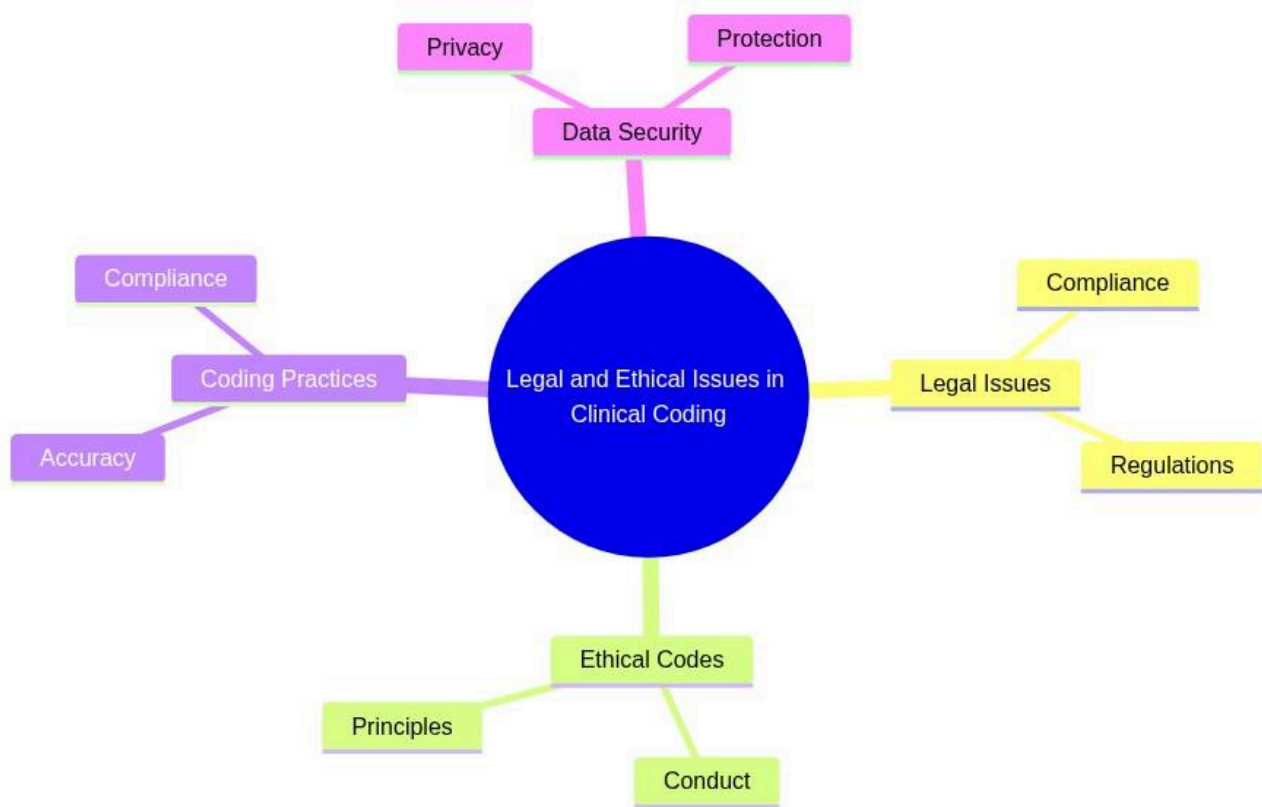 Privacy
Protection
Data Security
Compliance
Compliance
Coding Practices
Legal and Ethical Issues in
Clinical Coding
Legal Issues
Accuracy
Regulations
Ethical Codes
Principles
Conduct